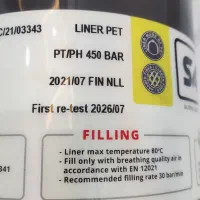 C/21/03343 LINER PET
PT/PH 450 BAR
2021/07 FIN NLL
First re-test 2026/07
FILLING
- Liner max temperature 80ºC
- Fill only with breathing quality air in
accordance with EN 12021
- Recommended filling rate 30 bar/min
341